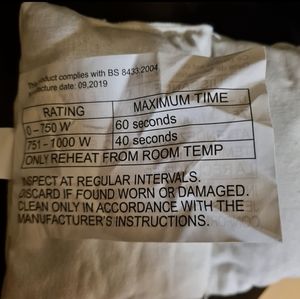 This product complies with BS 8433:2004
Manufacture date: 09,2019
RATING MAXIMUM TIME
0-750 W 60 seconds
751-1000 W 40 seconds
ONLY REHEAT FROM ROOM TEMP
INSPECT AT REGULAR INTERVALS.
DISCARD IF FOUND WORN OR DAMAGED.
CLEAN ONLY IN ACCORDANCE WITH THE
MANUFACTURER'S INSTRUCTIONS.